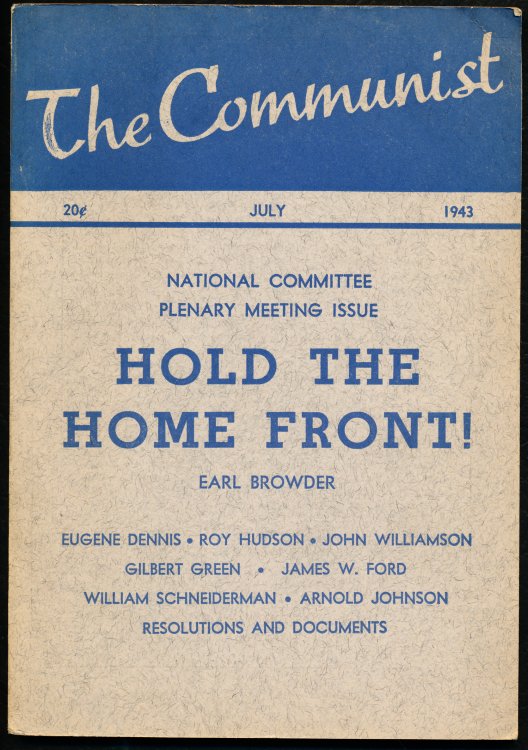 The Communist
20¢ JULY 1943
NATIONAL COMMITTEE
PLENARY MEETING ISSUE
HOLD THE
HOME FRONT!
EARL BROWDER
EUGENE DENNIS • ROY HUDSON • JOHN WILLIAMSON
GILBERT GREEN • JAMES W. FORD
WILLIAM SCHNEIDERMAN • ARNOLD JOHNSON
RESOLUTIONS AND DOCUMENTS